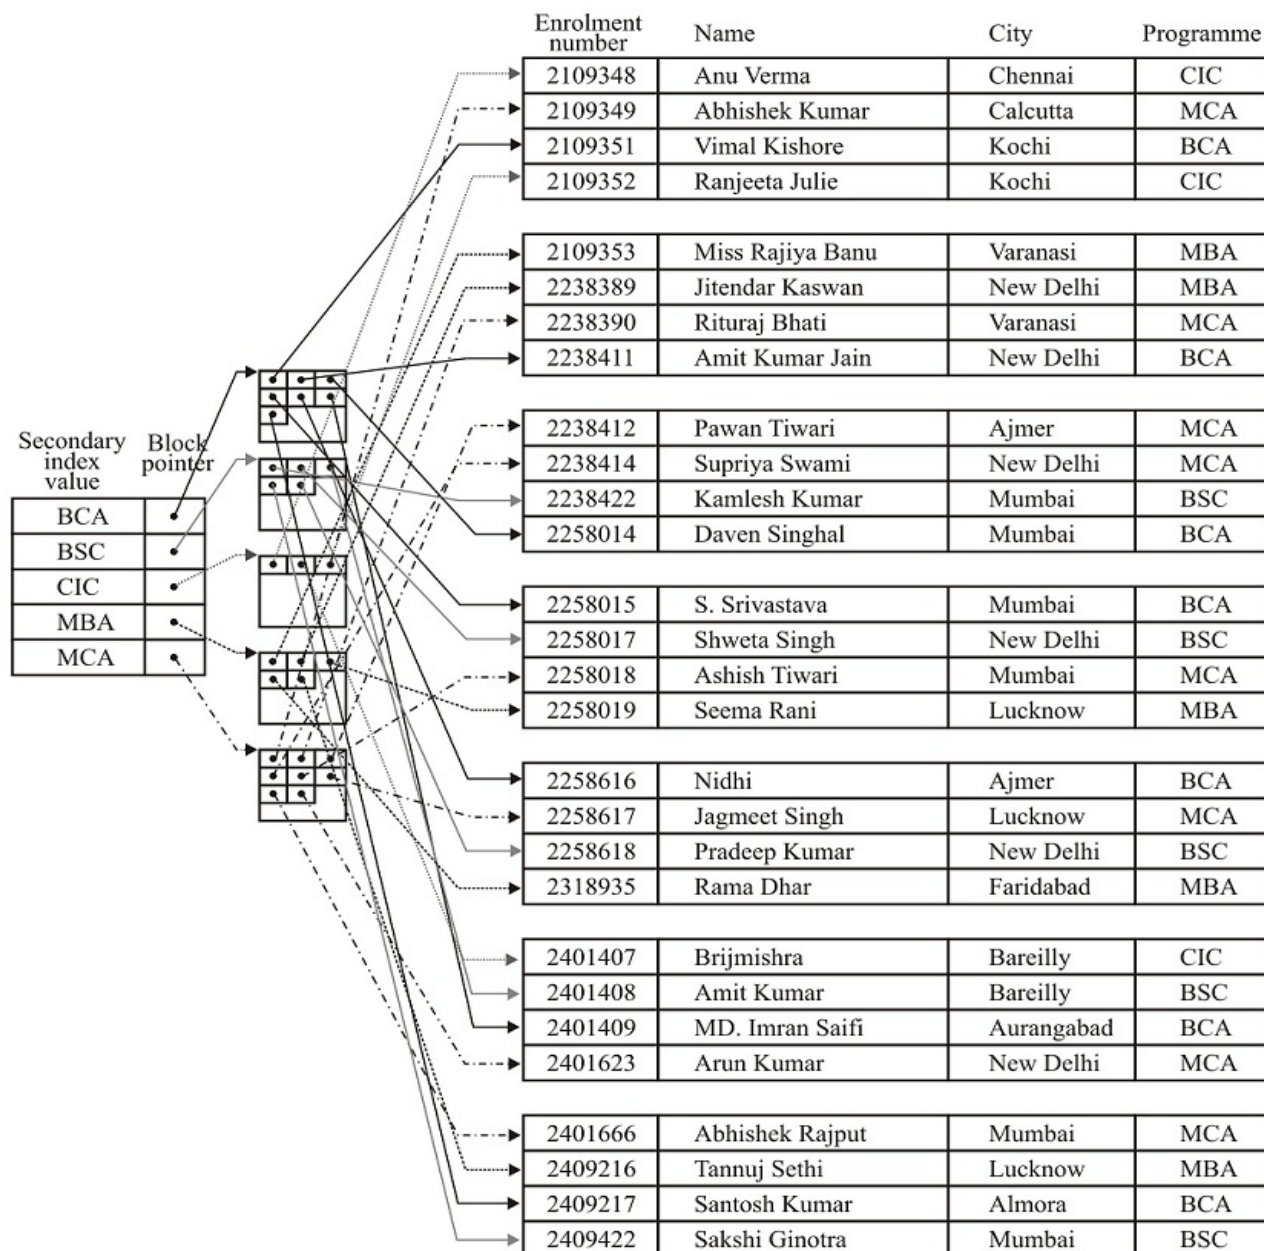 Enrolment number Name City Programme
2109348 Anu Verma Chennai CIC
2109349 Abhishek Kumar Calcutta MCA
2109351 Vimal Kishore Kochi BCA
2109352 Ranjeeta Julie Kochi CIC
2109353 Miss Rajiya Banu Varanasi MBA
2238389 Jitendar Kaswan New Delhi MBA
2238390 Rituraj Bhati Varanasi MCA
2238411 Amit Kumar Jain New Delhi BCA
2238412 Pawan Tiwari Ajmer MCA
2238414 Supriya Swami New Delhi MCA
2238422 Kamlesh Kumar Mumbai BSC
2258014 Daven Singhal Mumbai BCA
2258015 S. Srivastava Mumbai BCA
2258017 Shweta Singh New Delhi BSC
2258018 Ashish Tiwari Mumbai MCA
2258019 Seema Rani Lucknow MBA
2258616 Nidhi Ajmer BCA
2258617 Jagmeet Singh Lucknow MCA
2258618 Pradeep Kumar New Delhi BSC
2318935 Rama Dhar Faridabad MBA
2401407 Brijmishra Bareilly CIC
2401408 Amit Kumar Bareilly BSC
2401409 MD. Imran Saifi Aurangabad BCA
2401623 Arun Kumar New Delhi MCA
2401666 Abhishek Rajput Mumbai MCA
2409216 Tannuj Sethi Lucknow MBA
2409217 Santosh Kumar Almora BCA
2409422 Sakshi Ginotra Mumbai BSC
Secondary index value Block pointer
BCA
BSC
CIC
MBA
MCA